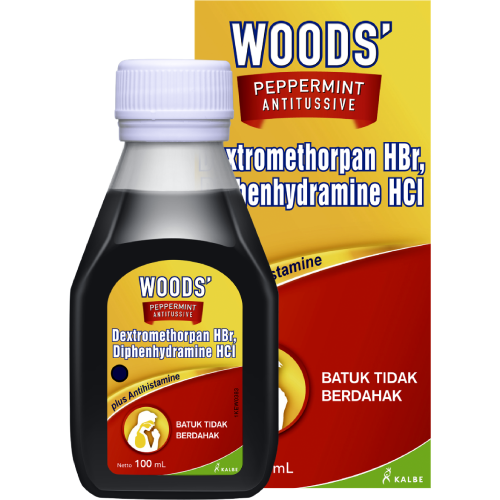 WOODS'
PEPPERMINT
ANTITUSSIVE
xtromethorpan HBr,
henhydramine HCl
stamine
BATUK TIDAK
BERDAHAK
mL
KALBE
WOODS'
PEPPERMINT
ANTITUSSIVE
Dextromethorpan HBr,
Diphenhydramine HCl
plus Antihistamine
BATUK TIDAK
BERDAHAK
Netto 100 mL
KALBE